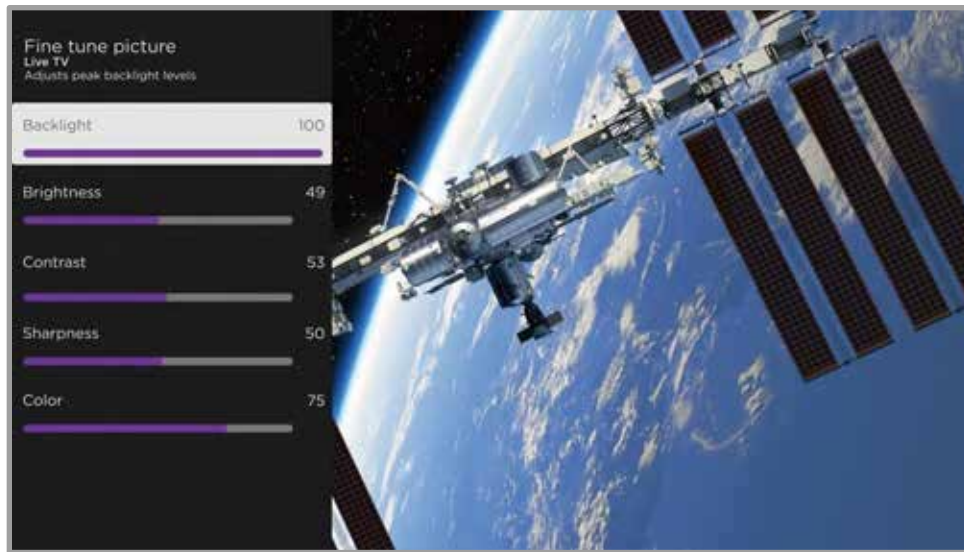 Fine tune picture
Live TV
Adjusts peak backlight levels
Backlight 100
Brightness 49
Contrast 53
Sharpness 50
Color 75